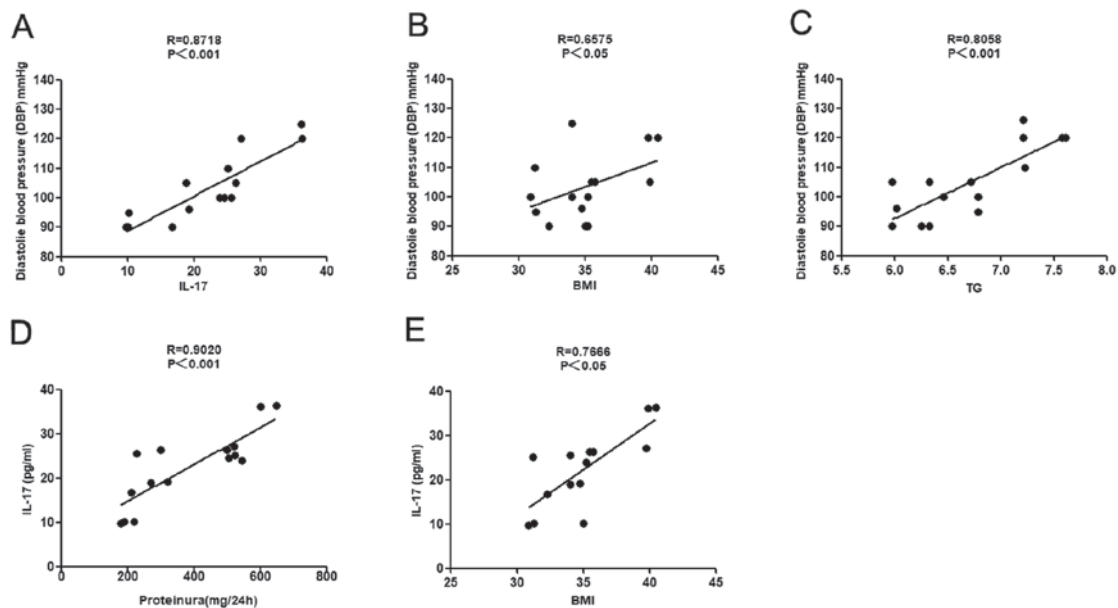 A
R=0.8718
P<0.001
Diastolie blood pressure (DBP) mmHg
140
130
120
110
100
90
80
0
10
20
30
40
IL-17
B
R=0.6575
P<0.05
Diastolie blood pressure (DBP) mmHg
140
130
120
110
100
90
80
25
30
35
40
45
BMI
C
R=0.8058
P<0.001
Diastolie blood pressure (DBP) mmHg
140
130
120
110
100
90
80
5.5
6.0
6.5
7.0
7.5
8.0
TG
D
R=0.9020
P<0.001
IL-17 (pg/ml)
40
30
20
10
0
0
200
400
600
800
Proteinura(mg/24h)
E
R=0.7666
P<0.05
IL-17 (pg/ml)
40
30
20
10
0
25
30
35
40
45
BMI